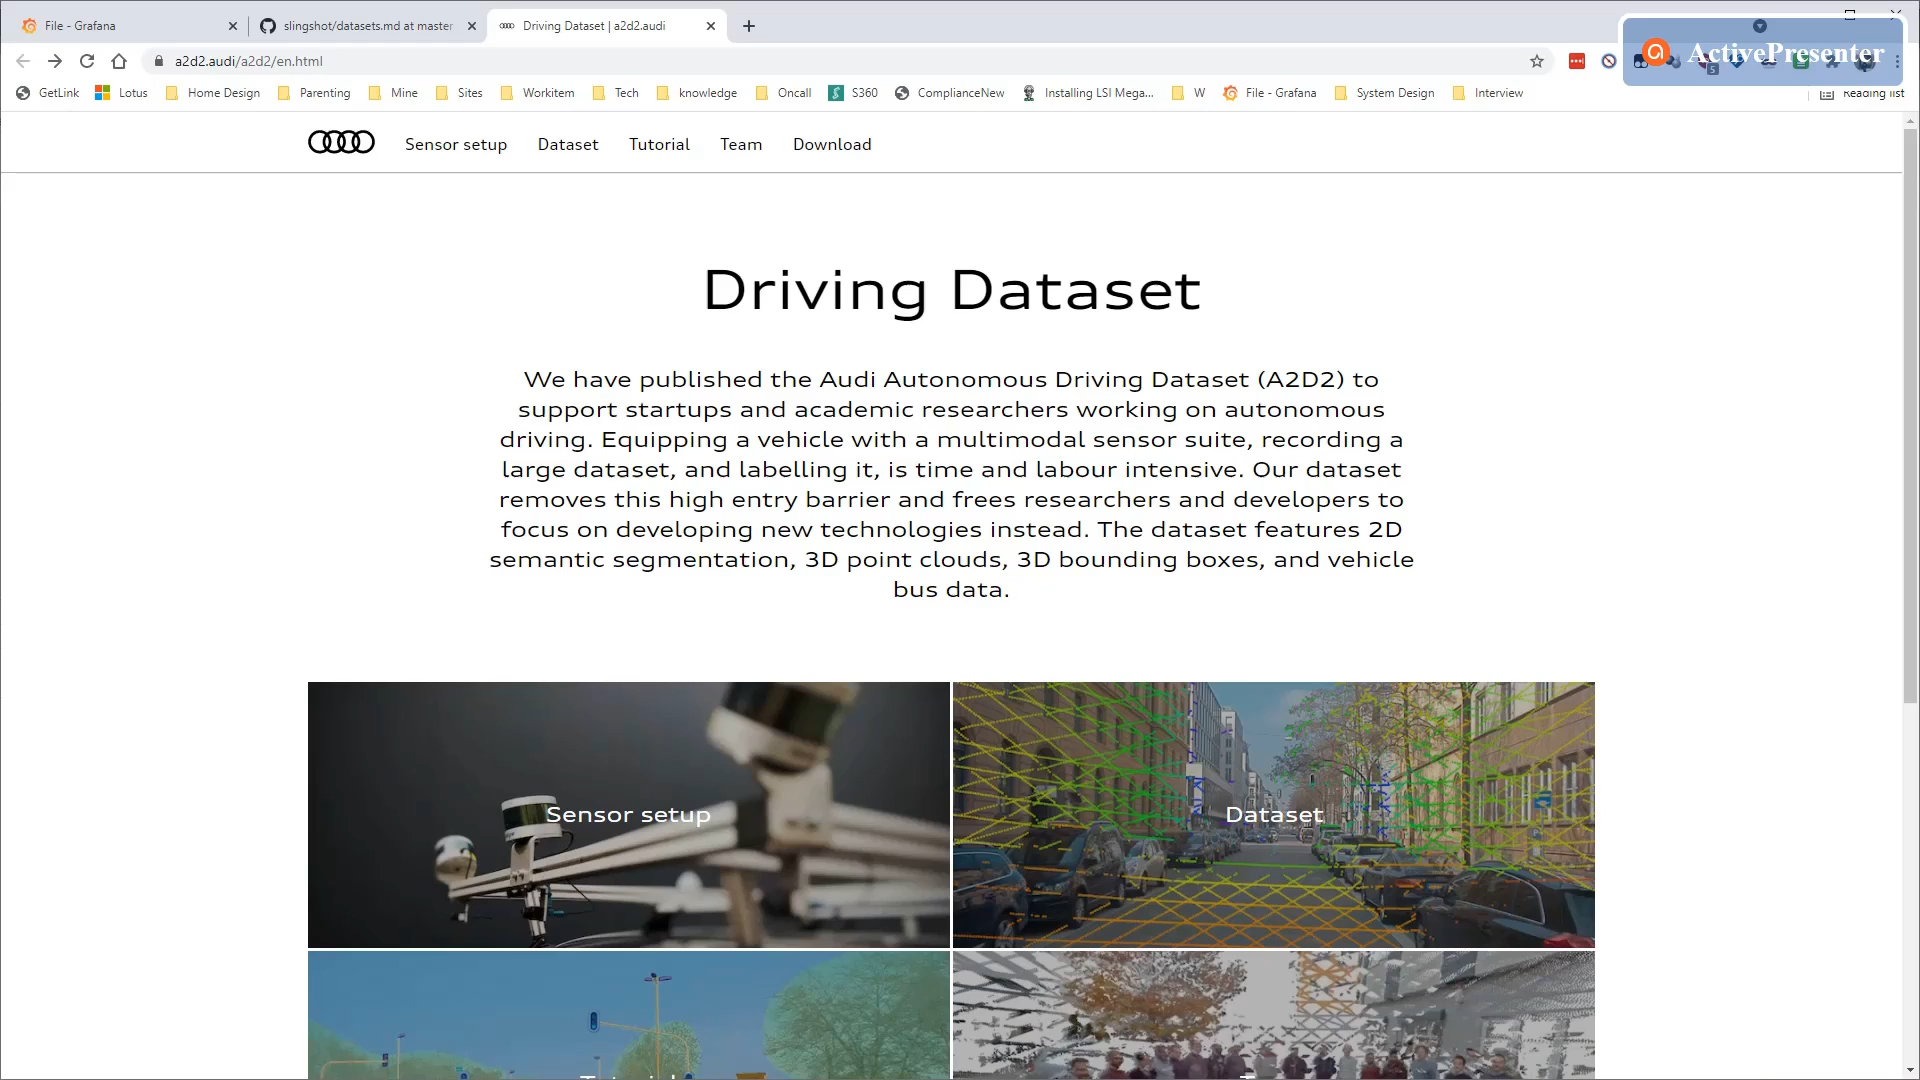 File - Grafana
slingshot/datasets.md at master
Driving Dataset | a2d2.audi
ActivePresenter
a2d2.audi/a2d2/en.html
GetLink
Lotus
Home Design
Parenting
Mine
Sites
Workitem
Tech
knowledge
Oncall
S360
ComplianceNew
Installing LSI Mega...
W
File - Grafana
System Design
Interview
Reading list
Sensor setup
Dataset
Tutorial
Team
Download
Driving Dataset
We have published the Audi Autonomous Driving Dataset (A2D2) to
support startups and academic researchers working on autonomous
driving. Equipping a vehicle with a multimodal sensor suite, recording a
large dataset, and labelling it, is time and labour intensive. Our dataset
removes this high entry barrier and frees researchers and developers to
focus on developing new technologies instead. The dataset features 2D
semantic segmentation, 3D point clouds, 3D bounding boxes, and vehicle
bus data.
Sensor setup
Dataset